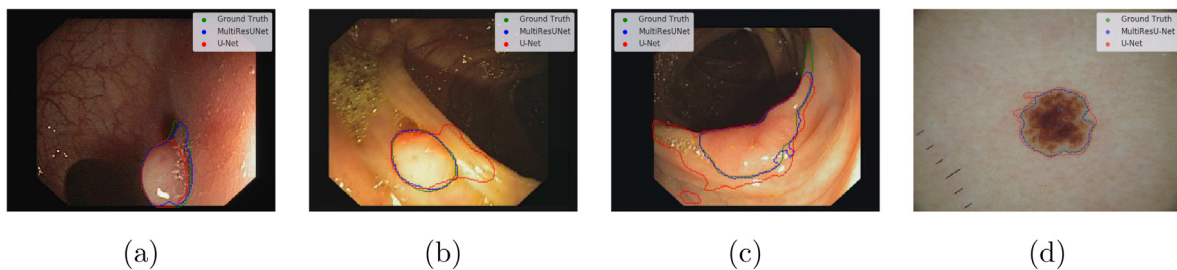 Ground Truth
MultiResUNet
U-Net
Ground Truth
MultiResUNet
U-Net
Ground Truth
MultiResUNet
U-Net
Ground Truth
MultiResU-Net
U-Net
(a)
(b)
(c)
(d)